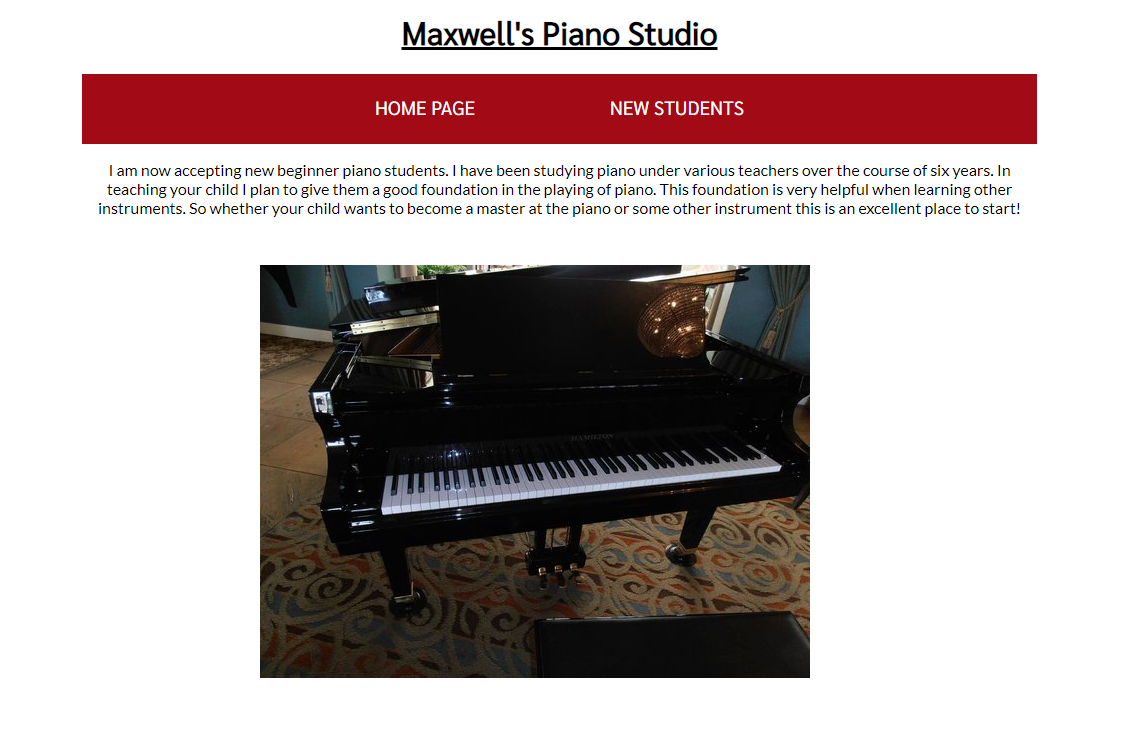 Maxwell's Piano Studio
HOME PAGE NEW STUDENTS
I am now accepting new beginner piano students. I have been studying piano under various teachers over the course of six years. In
teaching your child I plan to give them a good foundation in the playing of piano. This foundation is very helpful when learning other
instruments. So whether your child wants to become a master at the piano or some other instrument this is an excellent place to start!
HAMILTON